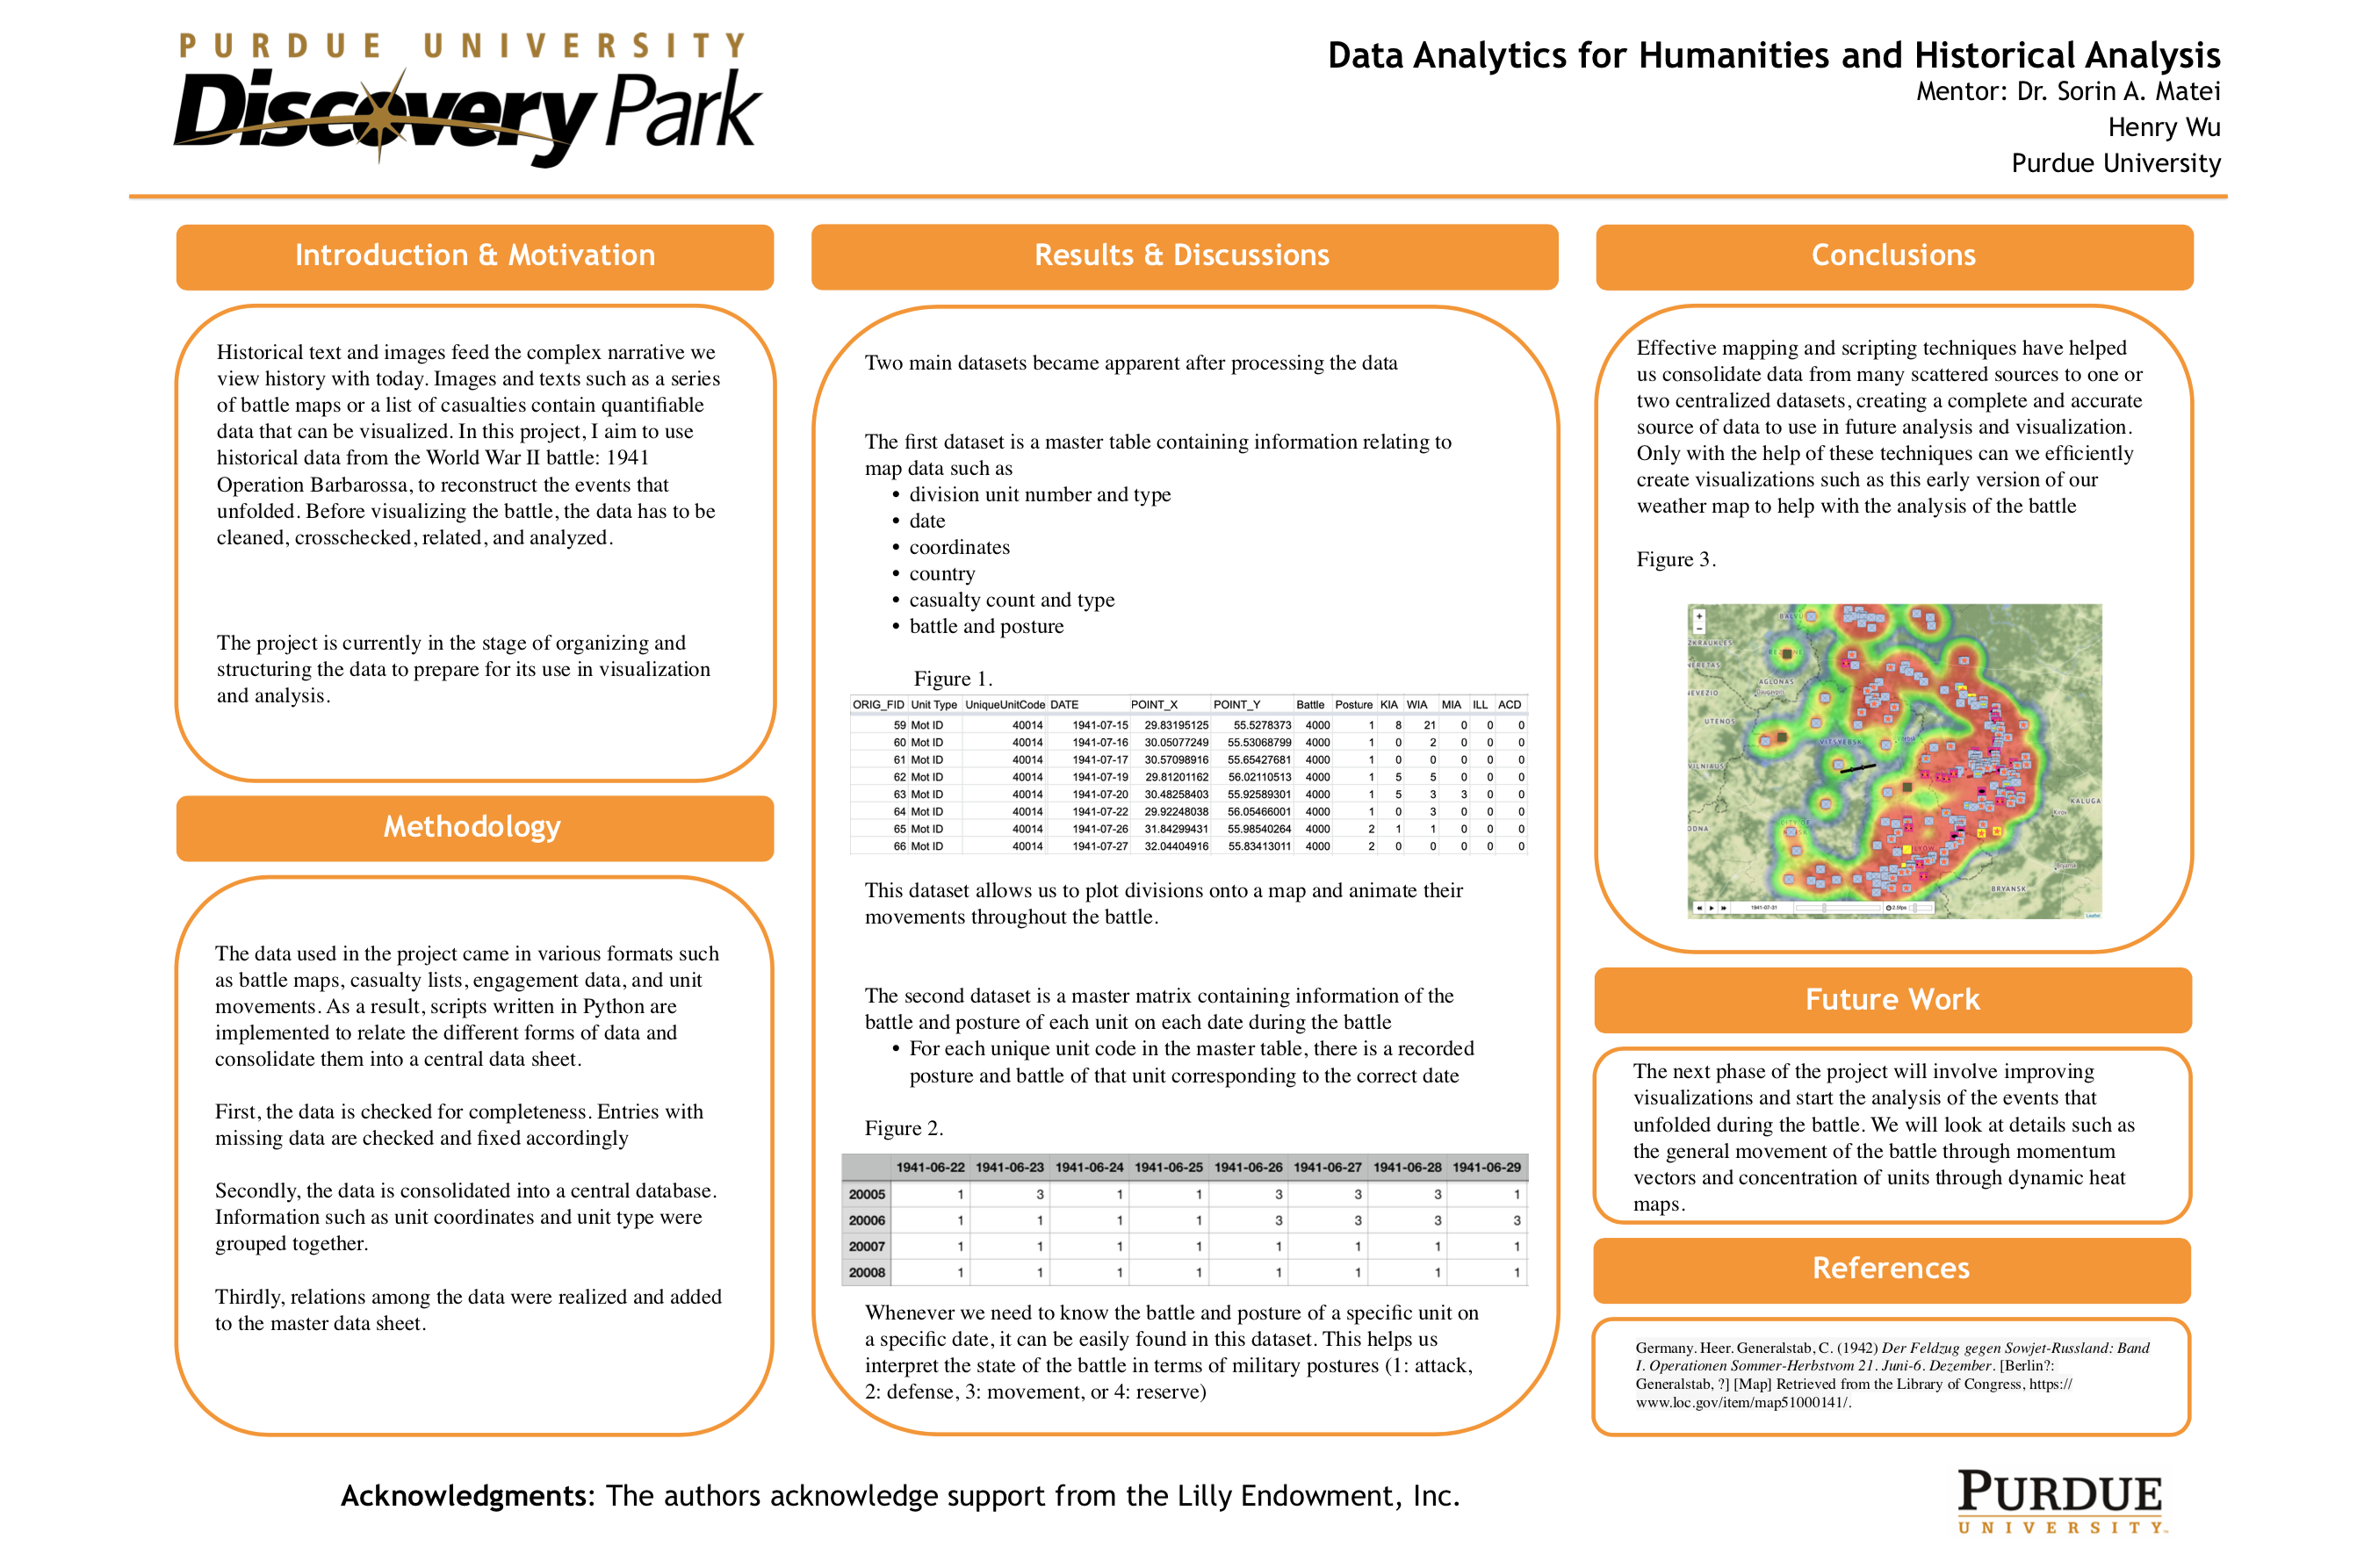 PURDUE UNIVERSITY
Discovery Park
Data Analytics for Humanities and Historical Analysis
Mentor: Dr. Sorin A. Matei
Henry Wu
Purdue University
Introduction & Motivation
Historical text and images feed the complex narrative we
view history with today. Images and texts such as a series
of battle maps or a list of casualties contain quantifiable
data that can be visualized. In this project, I aim to use
historical data from the World War II battle: 1941
Operation Barbarossa, to reconstruct the events that
unfolded. Before visualizing the battle, the data has to be
cleaned, crosschecked, related, and analyzed.
The project is currently in the stage of organizing and
structuring the data to prepare for its use in visualization
and analysis.
Methodology
The data used in the project came in various formats such
as battle maps, casualty lists, engagement data, and unit
movements. As a result, scripts written in Python are
implemented to relate the different forms of data and
consolidate them into a central data sheet.
First, the data is checked for completeness. Entries with
missing data are checked and fixed accordingly
Secondly, the data is consolidated into a central database.
Information such as unit coordinates and unit type were
grouped together.
Thirdly, relations among the data were realized and added
to the master data sheet.
Results & Discussions
Two main datasets became apparent after processing the data
The first dataset is a master table containing information relating to
map data such as
• division unit number and type
• date
• coordinates
• country
• casualty count and type
• battle and posture
Figure 1.
ORIG_FID Unit Type UniqueUnitCode DATE POINT_X POINT_Y Battle Posture KIA WIA MIA ILL ACD
59 Mot ID 40014 1941-07-15 29.83195125 55.5278373 4000 1 8 21 0 0 0
60 Mot ID 40014 1941-07-16 30.05077249 55.53068799 4000 1 0 2 0 0 0
61 Mot ID 40014 1941-07-17 30.57098916 55.65427681 4000 1 0 0 0 0 0
62 Mot ID 40014 1941-07-19 29.81201162 56.02110513 4000 1 5 5 0 0 0
63 Mot ID 40014 1941-07-20 30.48258403 55.92589301 4000 1 5 3 3 0 0
64 Mot ID 40014 1941-07-22 29.92248038 56.05466001 4000 1 0 3 0 0 0
65 Mot ID 40014 1941-07-26 31.84299431 55.98540264 4000 2 1 1 0 0 0
66 Mot ID 40014 1941-07-27 32.04404916 55.83413011 4000 2 0 0 0 0 0
This dataset allows us to plot divisions onto a map and animate their
movements throughout the battle.
The second dataset is a master matrix containing information of the
battle and posture of each unit on each date during the battle
• For each unique unit code in the master table, there is a recorded
posture and battle of that unit corresponding to the correct date
Figure 2.
1941-06-22 1941-06-23 1941-06-24 1941-06-25 1941-06-26 1941-06-27 1941-06-28 1941-06-29
20005 1 3 1 1 3 3 3 1
20006 1 1 1 1 3 3 3 3
20007 1 1 1 1 1 1 1 1
20008 1 1 1 1 1 1 1 1
Whenever we need to know the battle and posture of a specific unit on
a specific date, it can be easily found in this dataset. This helps us
interpret the state of the battle in terms of military postures (1: attack,
2: defense, 3: movement, or 4: reserve)
Conclusions
Effective mapping and scripting techniques have helped
us consolidate data from many scattered sources to one or
two centralized datasets, creating a complete and accurate
source of data to use in future analysis and visualization.
Only with the help of these techniques can we efficiently
create visualizations such as this early version of our
weather map to help with the analysis of the battle
Figure 3.
BALVU
ZKRAUKLES
NERETAS
AGLONAS
NEVEZIO
UTENOS
VITSYEBSK
VILNIAUS
KALUGA
ODNA
BRYANSK
1941-07-31
Leaflet
Future Work
The next phase of the project will involve improving
visualizations and start the analysis of the events that
unfolded during the battle. We will look at details such as
the general movement of the battle through momentum
vectors and concentration of units through dynamic heat
maps.
References
Germany. Heer. Generalstab, C. (1942) Der Feldzug gegen Sowjet-Russland: Band
I. Operationen Sommer-Herbstvom 21. Juni-6. Dezember. [Berlin?:
Generalstab, ?] [Map] Retrieved from the Library of Congress, https://
www.loc.gov/item/map51000141/.
Acknowledgments: The authors acknowledge support from the Lilly Endowment, Inc.
PURDUE
UNIVERSITY